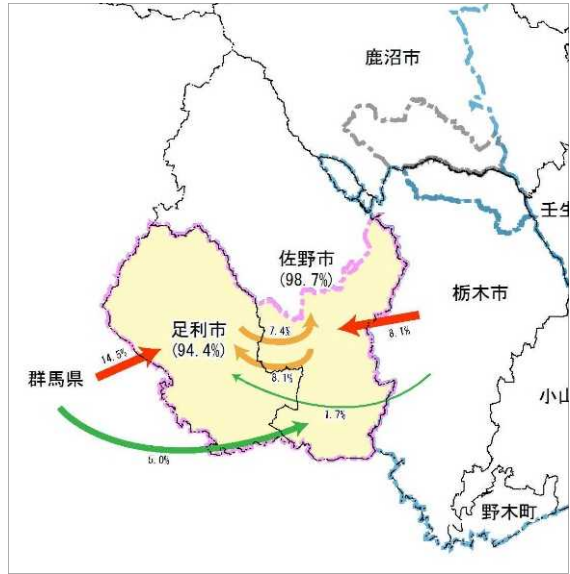 鹿沼市
壬生
佐野市
(98.7%)
栃木市
足利市
(94.4%)
7.4%
8.1%
8.1%
14.5%
群馬県
1.7%
小山
5.0%
野木町